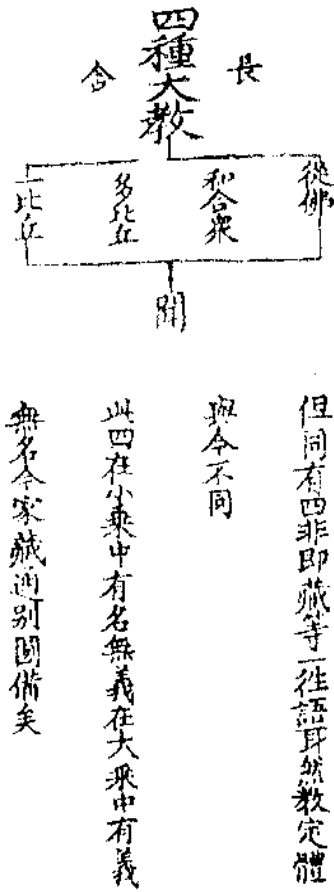 長
四種大教
含
從佛
和合衆
多比丘
一比丘
聞
但同有四非即藏等一往語耳然教定體
與今不同
此四在小乘中有名無義在大乘中有義
無名今家藏通別圓備矣